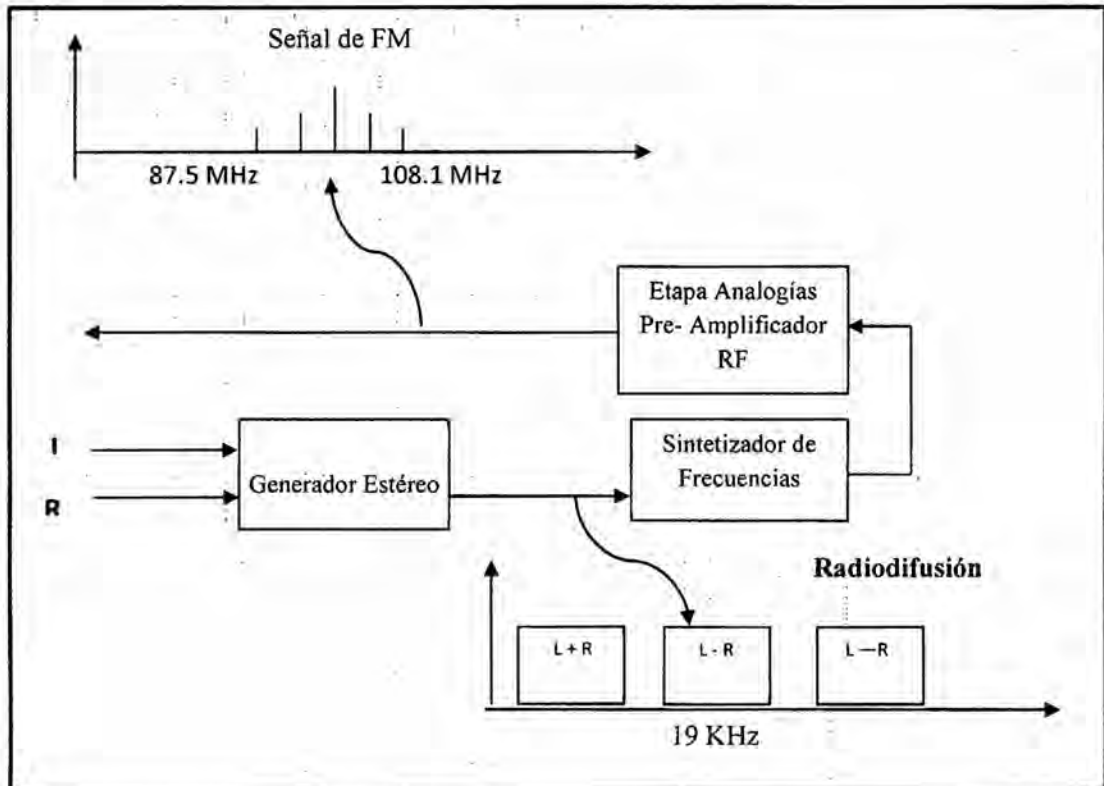 Señal de FM
87.5 MHz 108.1 MHz
Etapa Analogías
Pre- Amplificador
RF
I
R
Generador Estéreo
Sintetizador de
Frecuencias
Radiodifusión
L + R
L - R
L —R
19 KHz